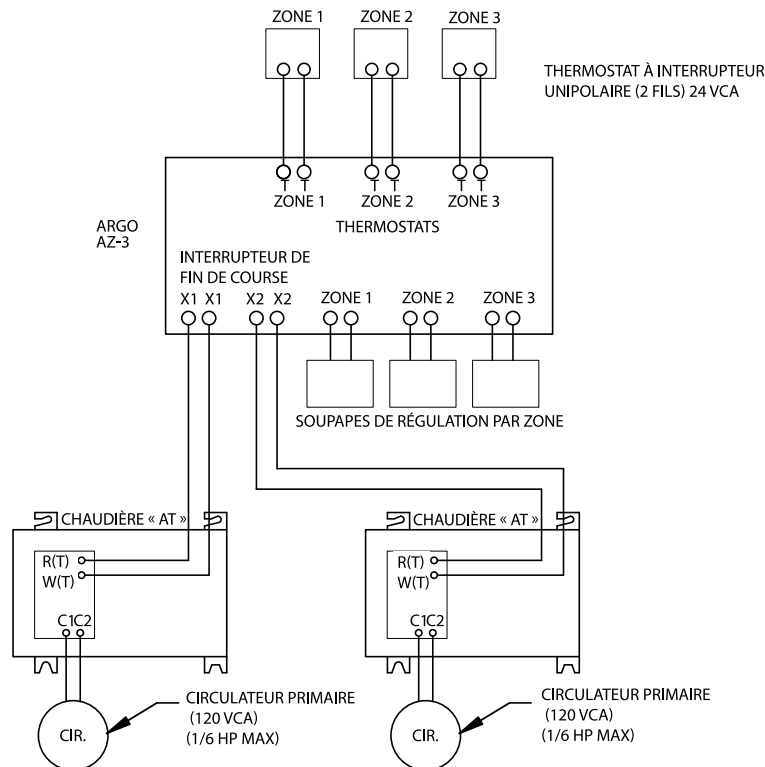 ZONE 1 ZONE 2 ZONE 3
THERMOSTAT À INTERRUPTEUR
UNIPOLAIRE (2 FILS) 24 VCA
T T T T T T
ZONE 1 ZONE 2 ZONE 3
THERMOSTATS
ARGO
AZ-3
INTERRUPTEUR DE
FIN DE COURSE
X1 X1 X2 X2 ZONE 1 ZONE 2 ZONE 3
SOUPAPES DE RÉGULATION PAR ZONE
CHAUDIÈRE « AT » CHAUDIÈRE « AT »
R(T) R(T)
W(T) W(T)
C1C2 C1C2
CIRCULATEUR PRIMAIRE
(120 VCA)
(1/6 HP MAX)
CIR.
CIRCULATEUR PRIMAIRE
(120 VCA)
(1/6 HP MAX)
CIR.